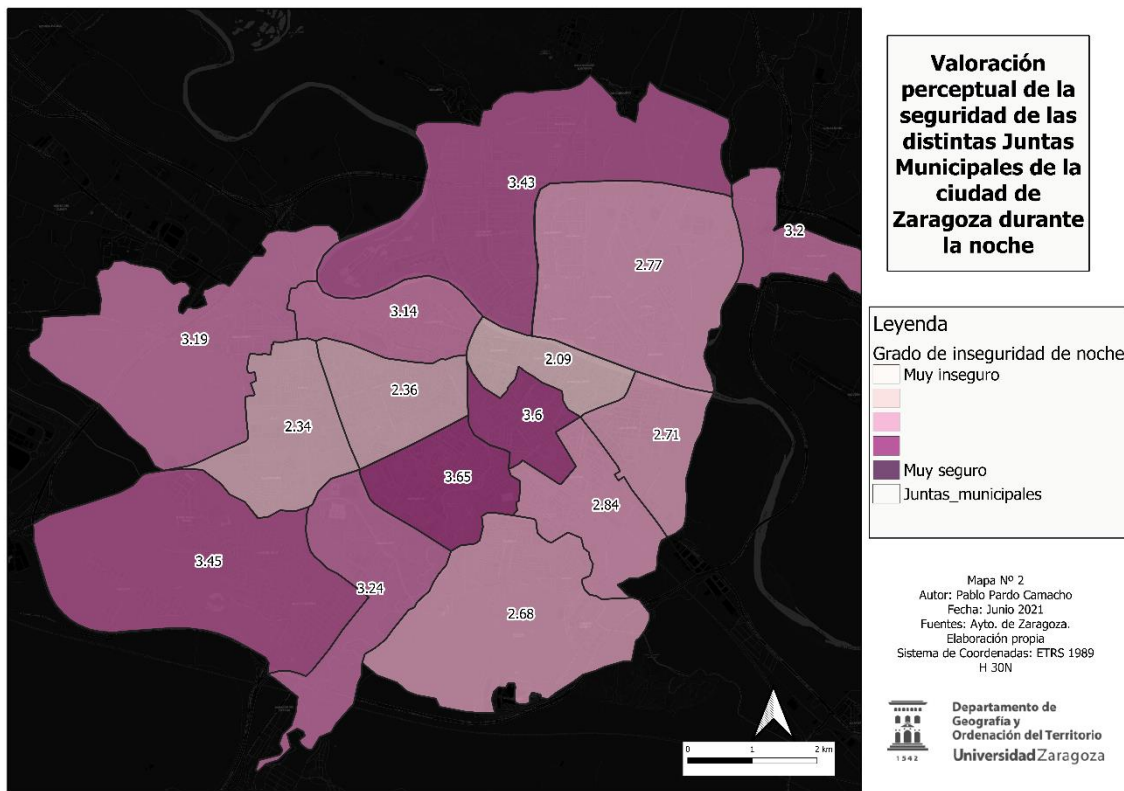 Valoración
perceptual de la
seguridad de las
distintas Juntas
Municipales de la
ciudad de
Zaragoza durante
la noche
3.43
3.2
2.77
3.14
3.19
2.09
2.36
3.6
2.34
2.71
3.65
2.84
3.45
3.24
2.68
Leyenda
Grado de inseguridad de noche
Muy inseguro
Muy seguro
Juntas_municipales
Mapa Nº 2
Autor: Pablo Pardo Camacho
Fecha: Junio 2021
Fuentes: Ayto. de Zaragoza.
Elaboración propia
Sistema de Coordenadas: ETRS 1989
H 30N
0 1 2 km
Departamento de
Geografía y
Ordenación del Territorio
Universidad Zaragoza
1542